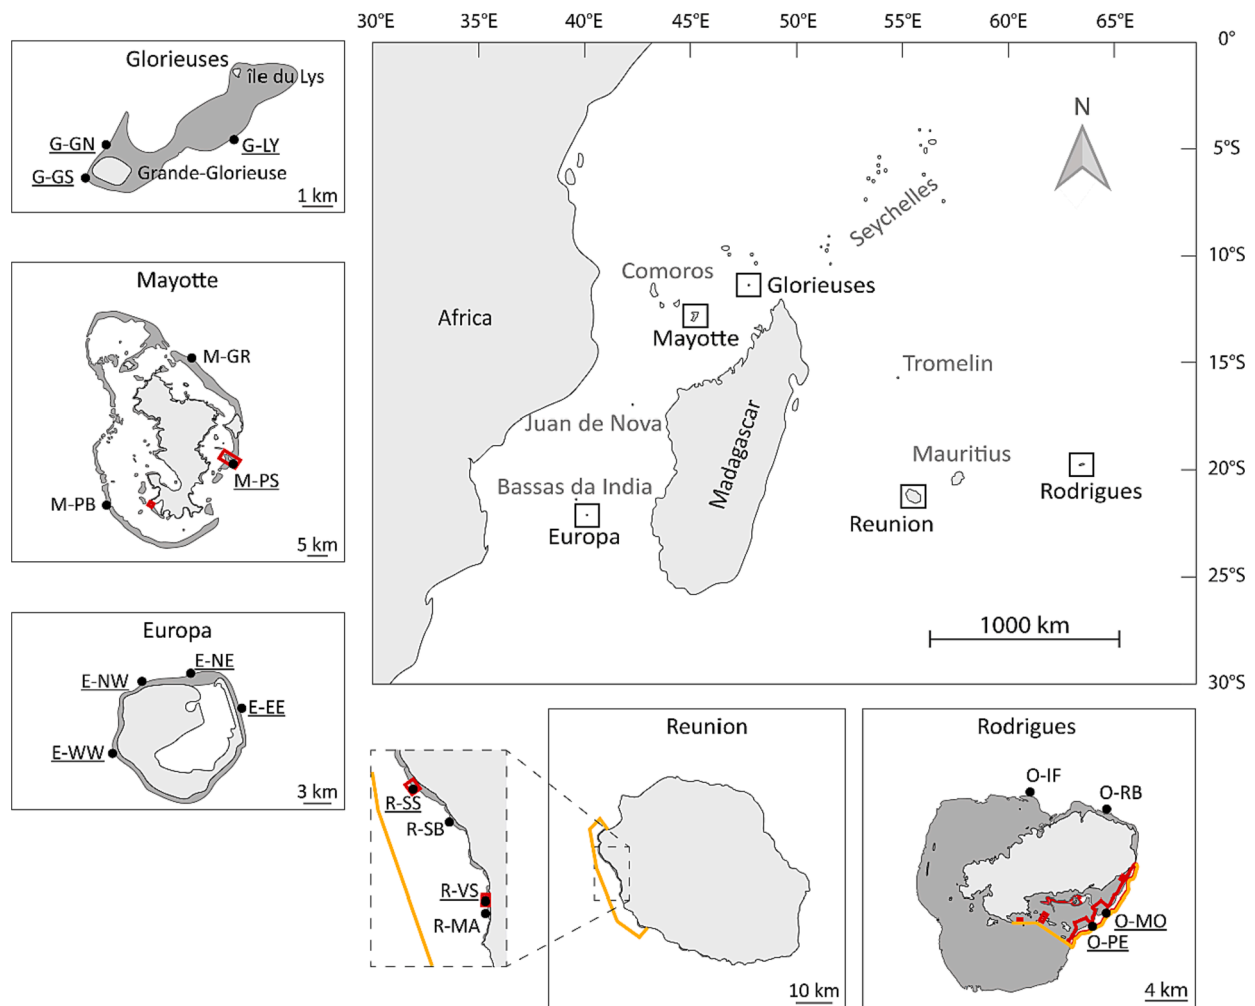 30°E 35°E 40°E 45°E 50°E 55°E 60°E 65°E
0°
5°S
10°S
15°S
20°S
25°S
30°S
N
Glorieuses
île du Lys
G-GN
G-LY
G-GS
Grande-Glorieuse
1 km
Mayotte
M-GR
M-PS
M-PB
5 km
Europa
E-NE
E-NW
E-EE
E-WW
3 km
Africa
Seychelles
Comoros
Glorieuses
Mayotte
Tromelin
Juan de Nova
Madagascar
Mauritius
Bassas da India
Rodrigues
Reunion
Europa
1000 km
R-SS
R-SB
R-VS
R-MA
Reunion
10 km
Rodrigues
O-IF
O-RB
O-MO
O-PE
4 km